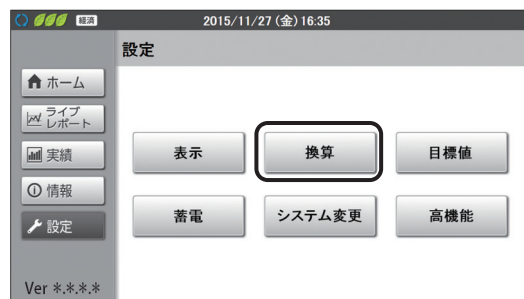 経済 2015/11/27(金)16:35
設定
ホーム
ライブ
レポート
実績
情報
設定
表示 換算 目標値
蓄電 システム変更 高機能
Ver *.*.*.*